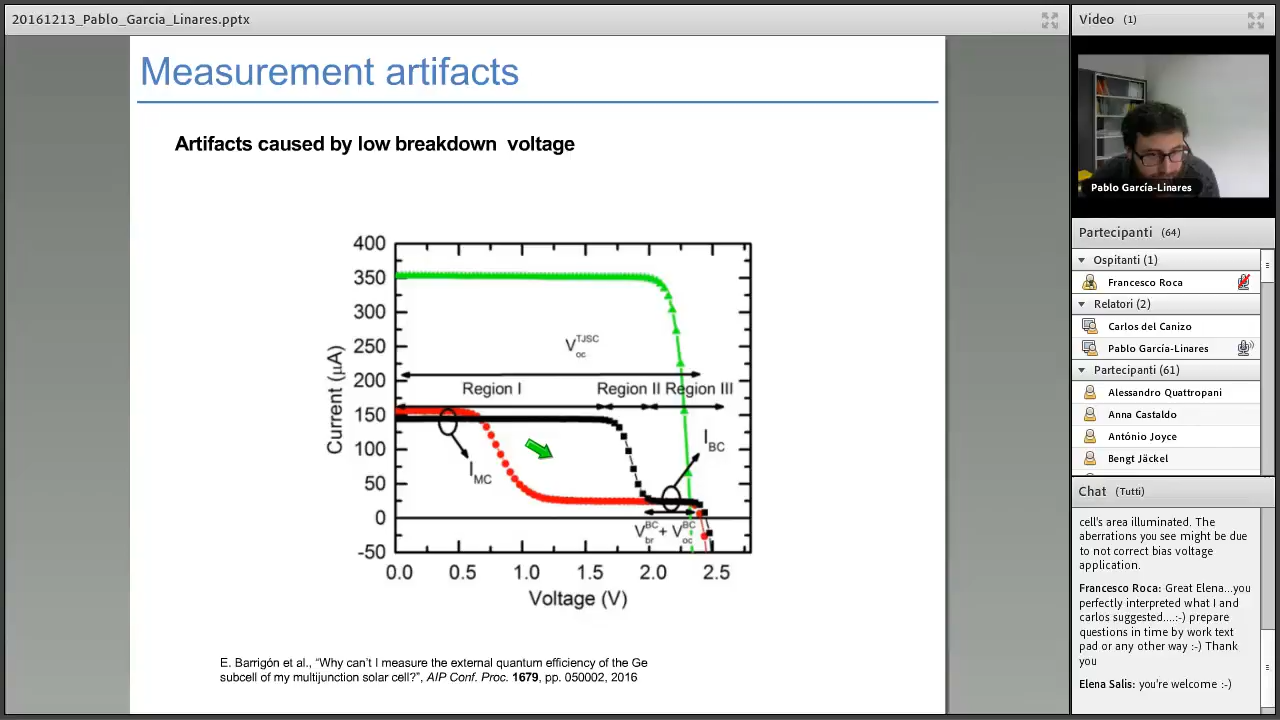 20161213_Pablo_Garcia_Linares.pptx
Measurement artifacts
Artifacts caused by low breakdown  voltage
400
350
300
250
200
150
100
50
0
-50
Current (μA)
V oc TJSC
Region I
Region II
Region III
I MC
I BC
V br BC + V oc BC
0.0
0.5
1.0
1.5
2.0
2.5
Voltage (V)
E. Barrigón et al., “Why can’t I measure the external quantum efficiency of the Ge
subcell of my multijunction solar cell?”, AIP Conf. Proc. 1679, pp. 050002, 2016
Video (1)
Pablo García-Linares
Partecipanti (64)
Ospitanti (1)
Francesco Roca
Relatori (2)
Carlos del Canizo
Pablo García-Linares
Partecipanti (61)
Alessandro Quattropani
Anna Castaldo
António Joyce
Bengt Jäckel
Chat (Tutti)
cell's area illuminated. The
aberrations you see might be due
to not correct bias voltage
application.
Francesco Roca: Great Elena...you
perfectly interpreted what I and
carlos suggested....:-) prepare
questions in time by work text
pad or any other way :-) Thank
you
Elena Salis: you're welcome :-)